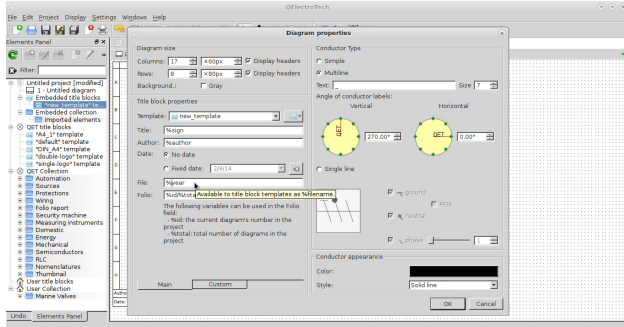 QElectroTech
File Edit Project Display Settings Windows Help
Elements Panel
Filter:
Untitled project [modified]
1 - Untitled diagram
Embedded title blocks
"new_template" te...
Embedded collection
Imported elements
QET title blocks
"A4_1" template
"default" template
"DIN_A4" template
"double-logo" template
"single-logo" template
QET Collection
Automation
Sources
Protections
Wiring
Folio report
Security machine
Measuring instruments
Domestic
Energy
Mechanical
Semiconductors
RLC
Nomenclatures
Thumbnail
User title blocks
User Collection
Marine Valves
Undo Elements Panel
Diagram properties
Diagram size
Columns: 17 ×60px Display headers
Rows: 8 ×80px Display headers
Background.: Gray
Title block properties
Template: new_template
Title: %sign
Author: %author
Date: No date
Fixed date: 2/9/14
File: %year
Folio: %id/%tota
Available to title block templates as %filename.
The following variables can be used in the Folio
field:
- %id: the current diagramrs number in the
project
- %total: total number of diagrams in the
project
Main Custom
Conductor Type
Simple
Multiline
Text: _ Size 7
Angle of conductor labels:
Vertical Horizontal
QET 270.00° QET 0.00°
Single line
ground
PEN
neutral
phase 1
Conductor appearance
Color:
Style: Solid line
OK Cancel